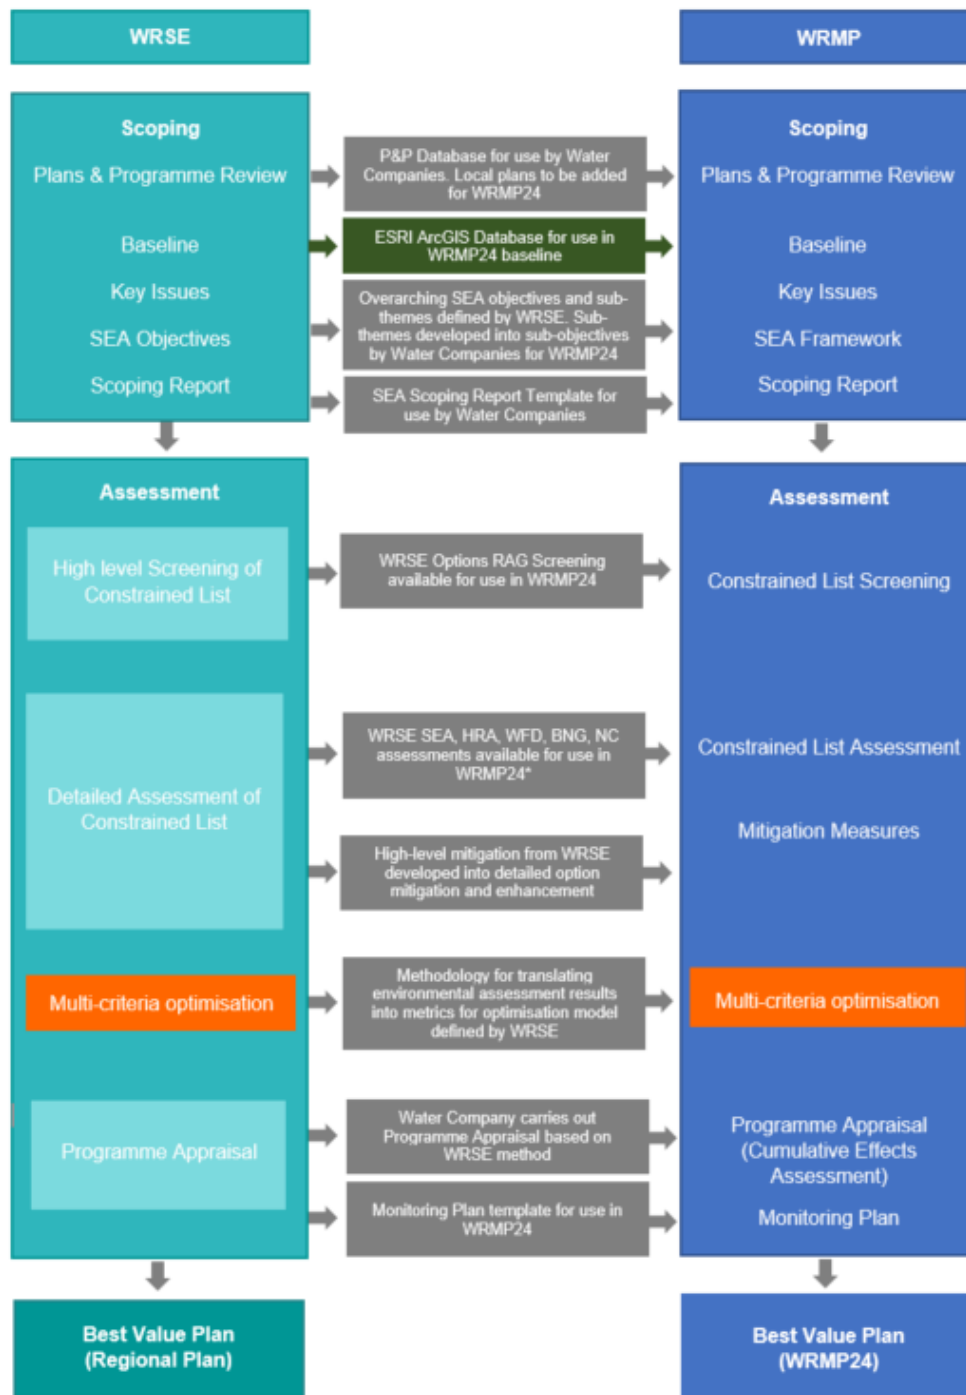 WRSE
WRMP
Scoping
Plans & Programme Review
Baseline
Key Issues
SEA Objectives
Scoping Report
P&P Database for use by Water
Companies. Local plans to be added
for WRMP24
ESRI ArcGIS Database for use in
WRMP24 baseline
Overarching SEA objectives and sub-
themes defined by WRSE. Sub-
themes developed into sub-objectives
by Water Companies for WRMP24
SEA Scoping Report Template for
use by Water Companies
Scoping
Plans & Programme Review
Baseline
Key Issues
SEA Framework
Scoping Report
Assessment
High level Screening of
Constrained List
Detailed Assessment of
Constrained List
Multi-criteria optimisation
Programme Appraisal
WRSE Options RAG Screening
available for use in WRMP24
WRSE SEA, HRA, WFD, BNG, NC
assessments available for use in
WRMP24*
High-level mitigation from WRSE
developed into detailed option
mitigation and enhancement
Methodology for translating
environmental assessment results
into metrics for optimisation model
defined by WRSE
Water Company carries out
Programme Appraisal based on
WRSE method
Monitoring Plan template for use in
WRMP24
Assessment
Constrained List Screening
Constrained List Assessment
Mitigation Measures
Multi-criteria optimisation
Programme Appraisal
(Cumulative Effects
Assessment)
Monitoring Plan
Best Value Plan
(Regional Plan)
Best Value Plan
(WRMP24)